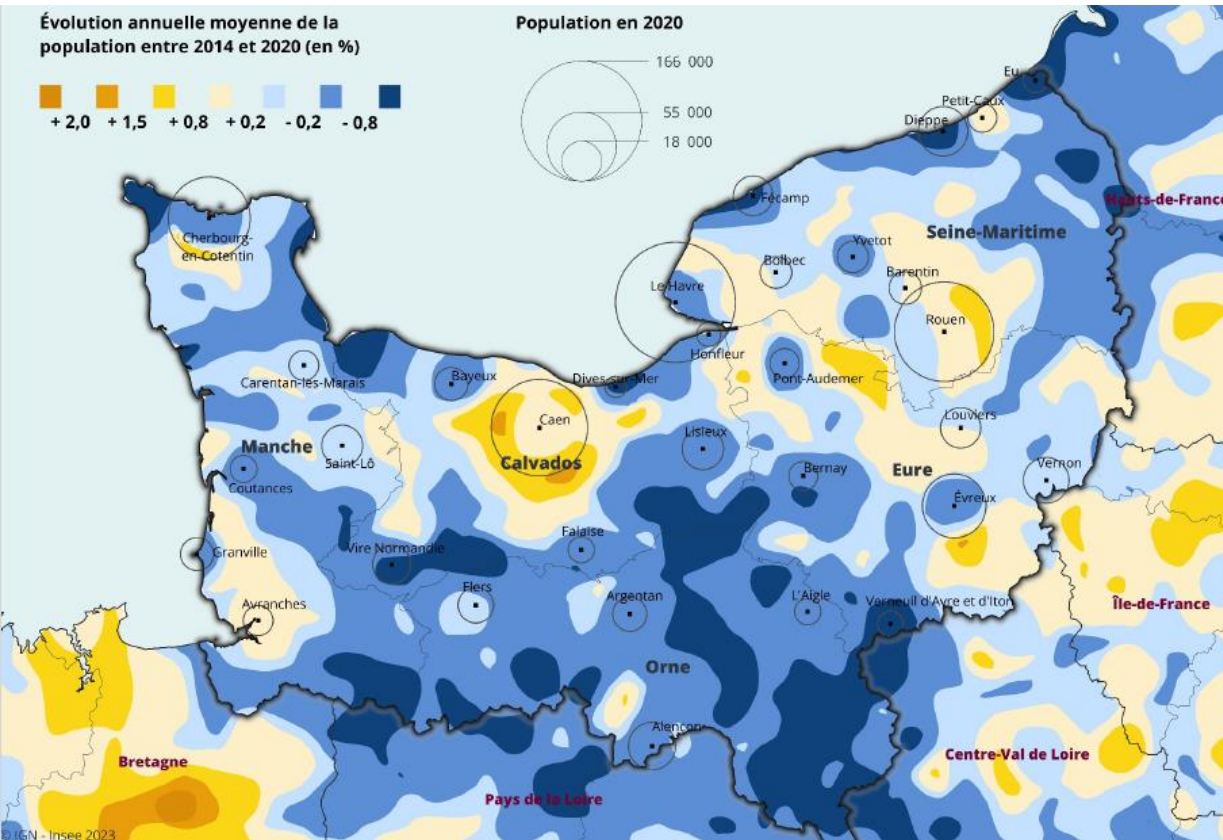 Évolution annuelle moyenne de la
population entre 2014 et 2020 (en %)
+ 2,0 + 1,5 + 0,8 + 0,2 - 0,2 - 0,8
Population en 2020
166 000
55 000
18 000
Eu
Petit-Caux
Dieppe
Hauts-de-France
Fécamp
Cherbourg-
en-Cotentin
Seine-Maritime
Yvetot
Bolbec
Barentin
Le Havre
Rouen
Honfleur
Carentan-les-Marais
Bayeux
Dives-sur-Mer
Pont-Audemer
Caen
Louviers
Manche
Saint-Lô
Calvados
Lisieux
Coutances
Bernay
Eure
Vernon
Évreux
Granville
Vire Normandie
Falaise
Flers
Argentan
L'Aigle
Verneuil d'Avre et d'Iton
Avranches
Île-de-France
Orne
Alençon
Bretagne
Centre-Val de Loire
Pays de la Loire
© IGN - Insee 2023